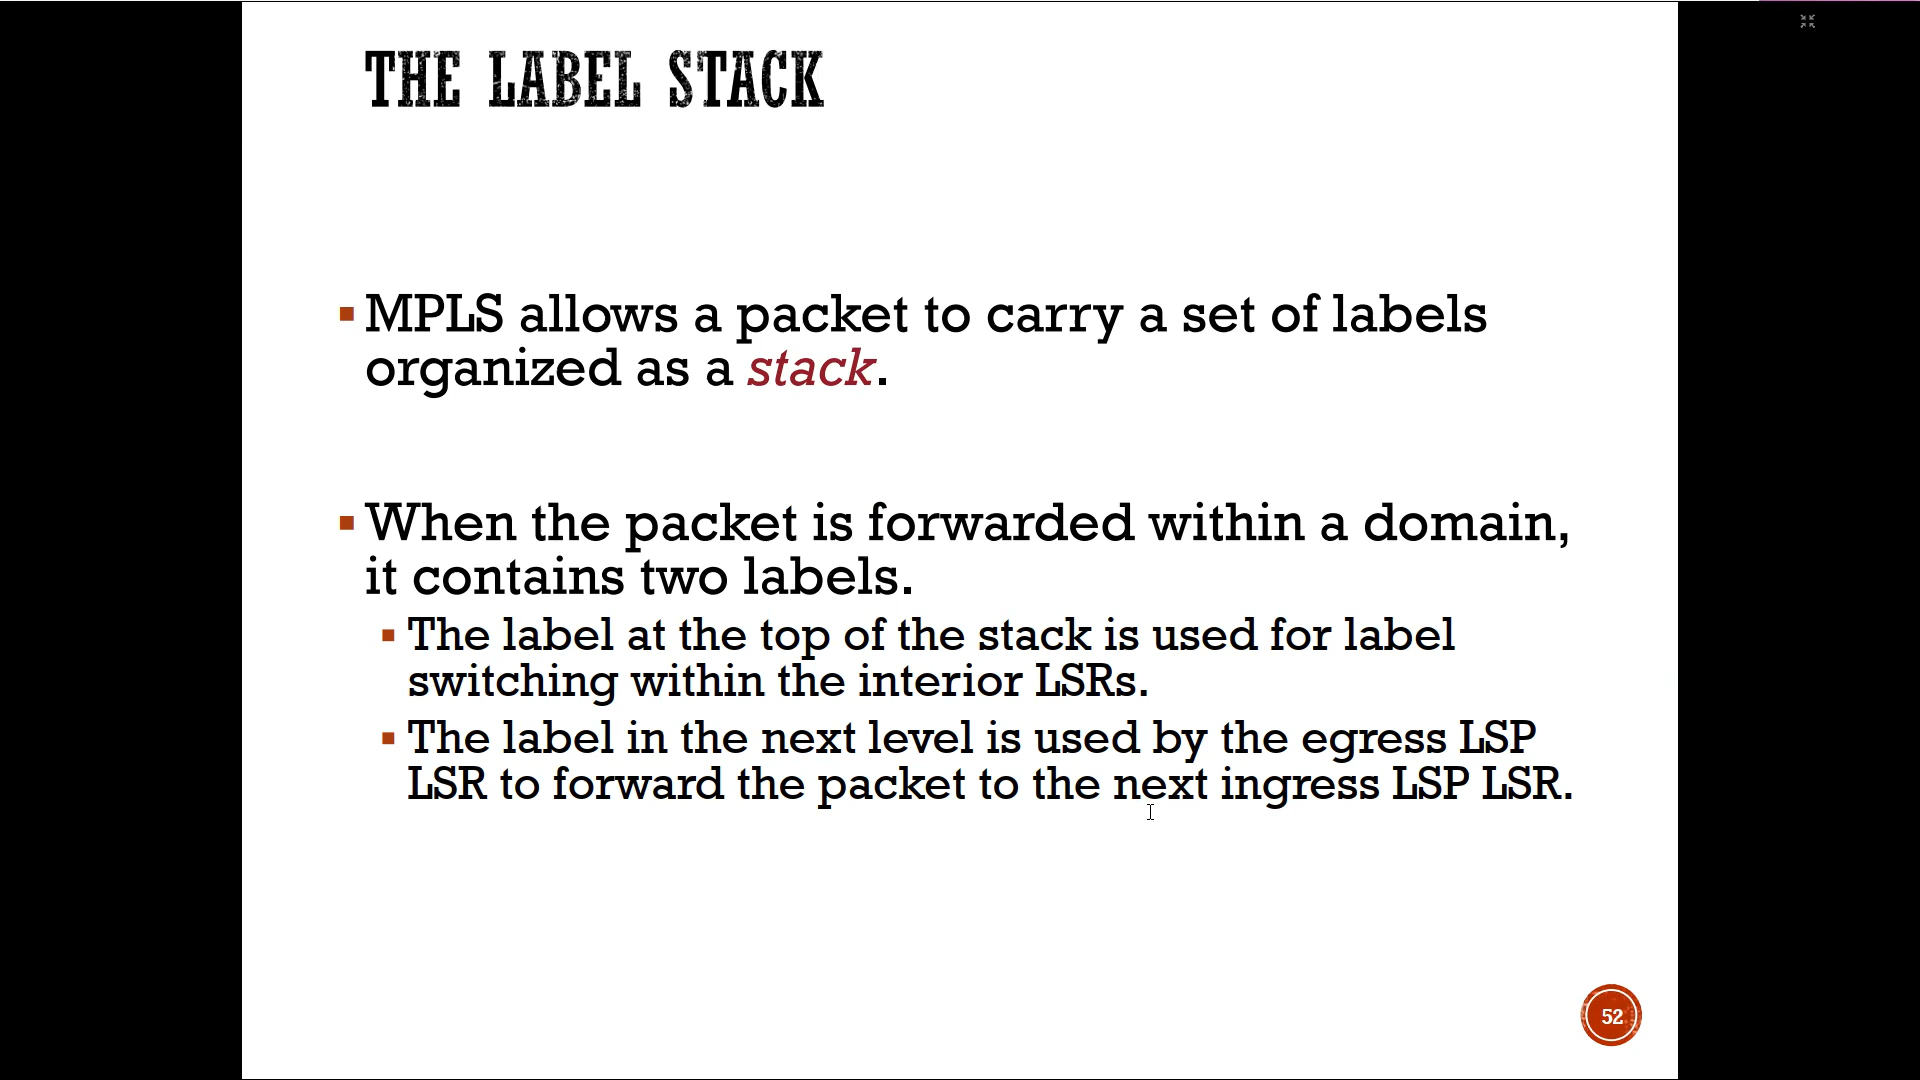 THE LABEL STACK
▪ MPLS allows a packet to carry a set of labels
organized as a stack.
▪ When the packet is forwarded within a domain,
it contains two labels.
▪ The label at the top of the stack is used for label
switching within the interior LSRs.
▪ The label in the next level is used by the egress LSP
LSR to forward the packet to the next ingress LSP LSR.
52